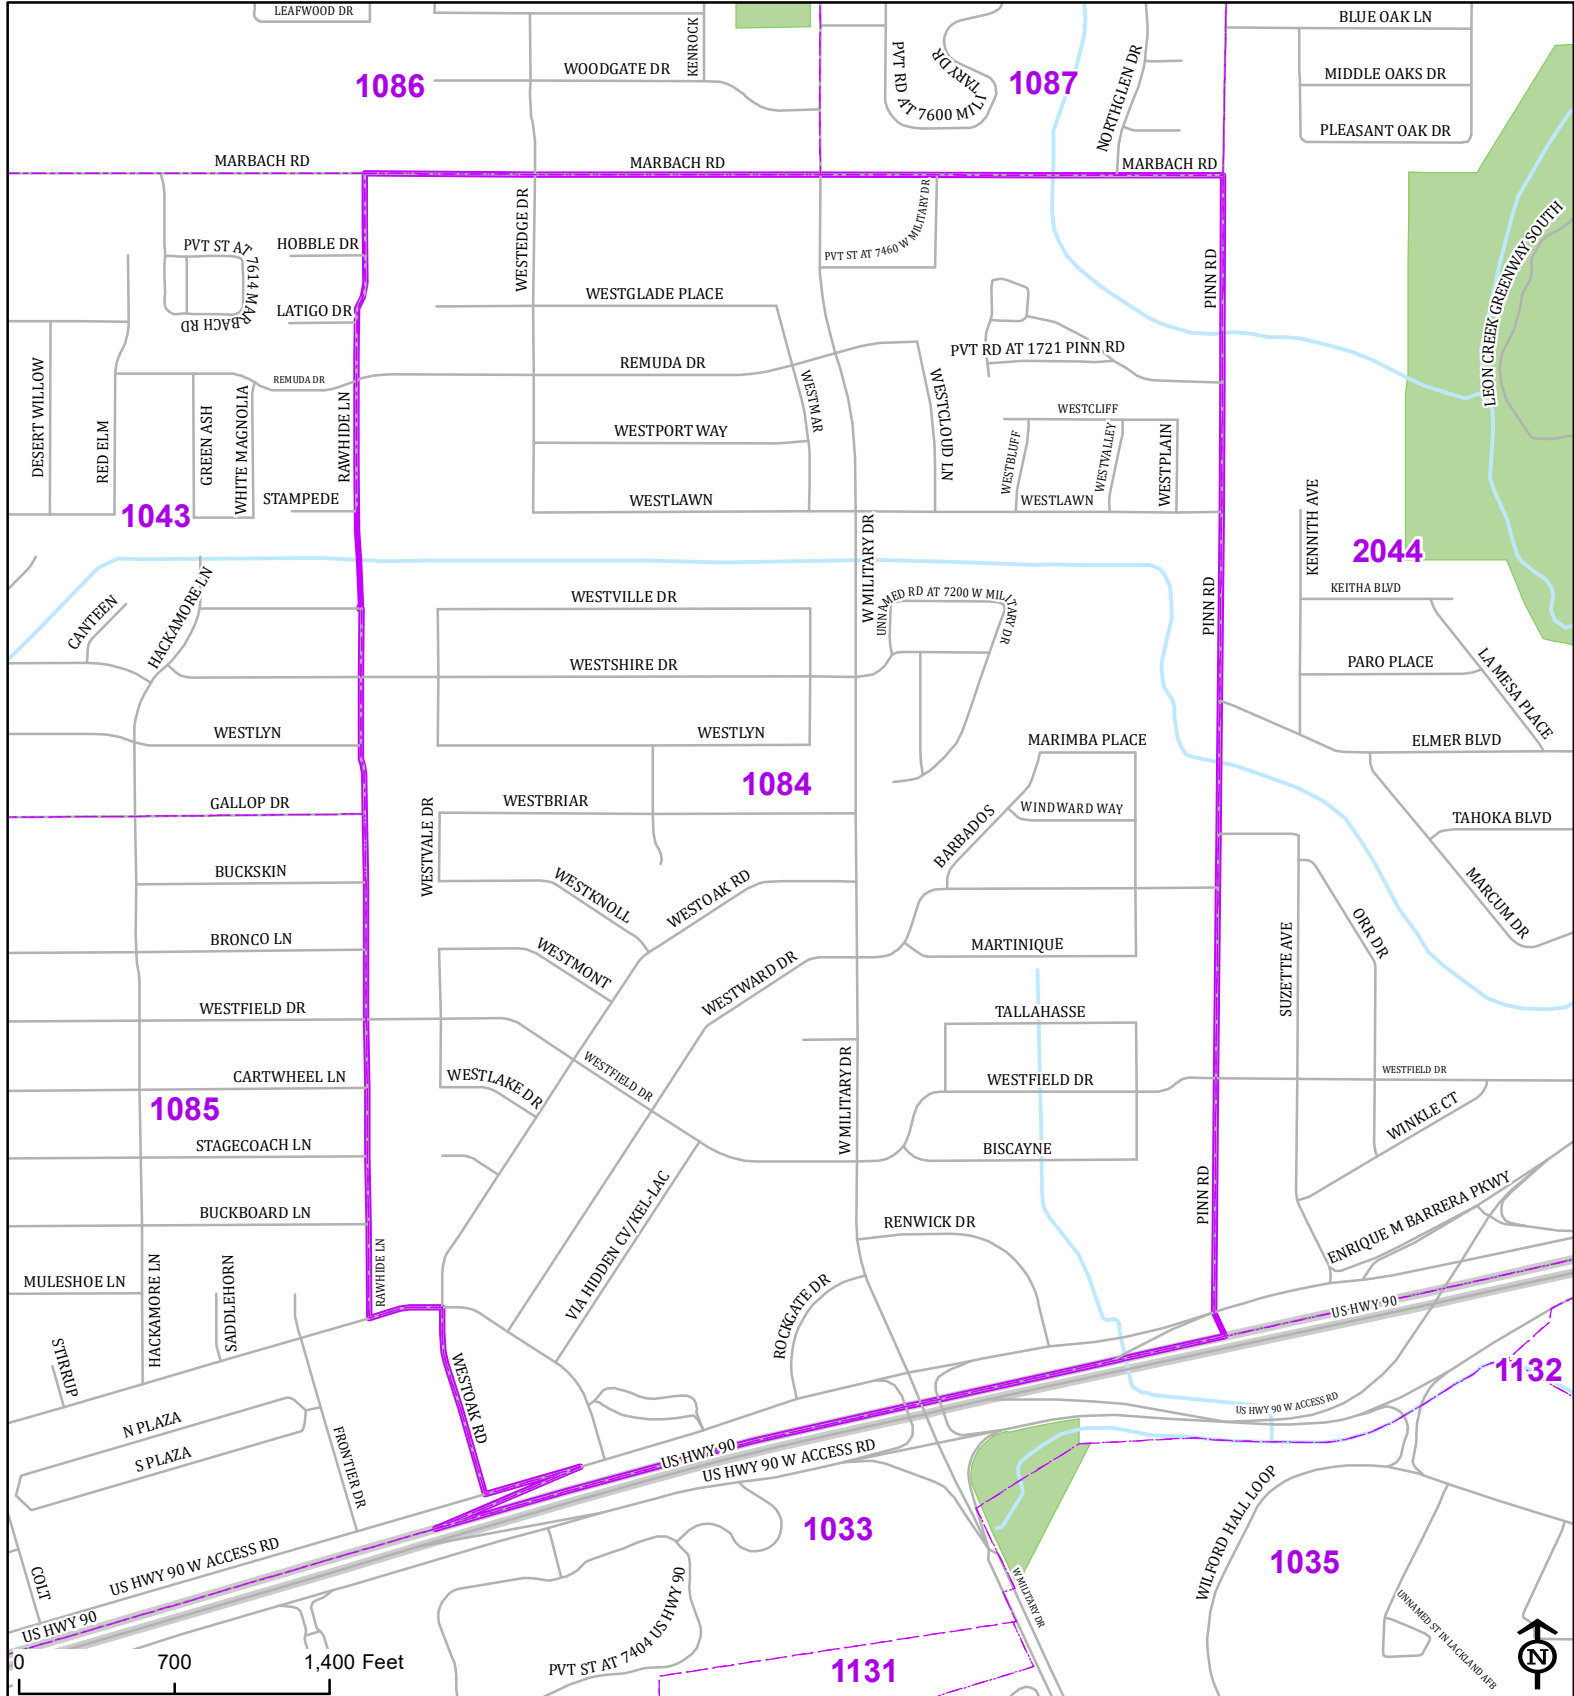 LEAFWOOD DR
BLUE OAK LN
KENROCK
WOODGATE DR
PVT RD AT 7600 MILITARY DR
NORTHGLEN DR
MIDDLE OAKS DR
1086
1087
PLEASANT OAK DR
MARBACH RD
MARBACH RD
MARBACH RD
WESTEDGE DR
PVT ST AT 7460 W MILITARY DR
PVT ST AT 7614 MARBACH RD
HOBBLE DR
PINN RD
LEON CREEK GREENWAY SOUTH
LATIGO DR
WESTGLADE PLACE
PVT RD AT 1721 PINN RD
REMUDA DR
REMUDA DR
DESERT WILLOW
RED ELM
GREEN ASH
WHITE MAGNOLIA
RAWHIDE LN
WESTMAR
WESTCLOUD LN
WESTCLIFF
WESTPORT WAY
WESTBLUFF
WESTVALLEY
WESTPLAIN
STAMPEDE
WESTLAWN
WESTLAWN
1043
KENNITH AVE
2044
W MILITARY DR
CANTEEN
HACKAMORE LN
WESTVILLE DR
UNNAMED RD AT 7200 W MILITARY DR
PINN RD
KEITHA BLVD
WESTSHIRE DR
PARO PLACE
LA MESA PLACE
WESTLYN
WESTLYN
MARIMBA PLACE
ELMER BLVD
1084
GALLOP DR
WESTVALE DR
WESTBRIAR
BARBADOS
WINDWARD WAY
TAHOKA BLVD
BUCKSKIN
WESTKNOLL
WESTOAK RD
MARCUM DR
BRONCO LN
WESTMONT
WESTWARD DR
MARTINIQUE
SUZETTE AVE
ORR DR
WESTFIELD DR
TALLAHASSE
CARTWHEEL LN
WESTLAKE DR
WESTFIELD DR
W MILITARY DR
WESTFIELD DR
WESTFIELD DR
1085
WINKLE CT
STAGECOACH LN
BISCAYNE
BUCKBOARD LN
VIA HIDDEN CV/KEL-LAC
RENWICK DR
PINN RD
ENRIQUE M BARRERA PKWY
MULESHOE LN
HACKAMORE LN
SADDLEHORN
RAWHIDE LN
ROCKGATE DR
US HWY 90
STIRRUP
WESTOAK RD
1132
N PLAZA
US HWY 90 W ACCESS RD
S PLAZA
FRONTIER DR
US HWY 90
US HWY 90 W ACCESS RD
1033
WILFORD HALL LOOP
1035
COLT
US HWY 90 W ACCESS RD
US HWY 90
PVT ST AT 7404 US HWY 90
W MILITARY DR
UNNAMED ST IN LACKLAND AFB
1131
0 700 1,400 Feet
N